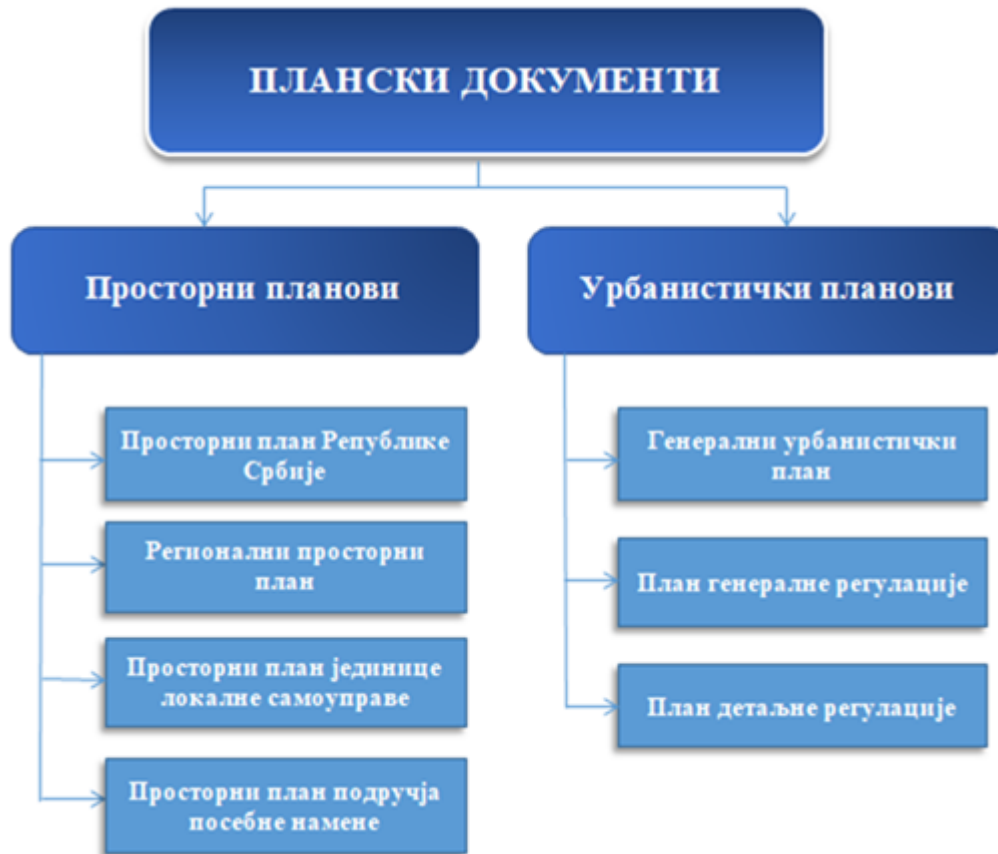 ПЛАНСКИ ДОКУМЕНТИ
Просторни планови
Просторни план Републике
Србије
Регионални просторни
план
Просторни план јединице
локалне самоуправе
Просторни план подручја
посебне намене
Урбанистички планови
Генерални урбанистички
план
План генералне регулације
План детаљне регулације